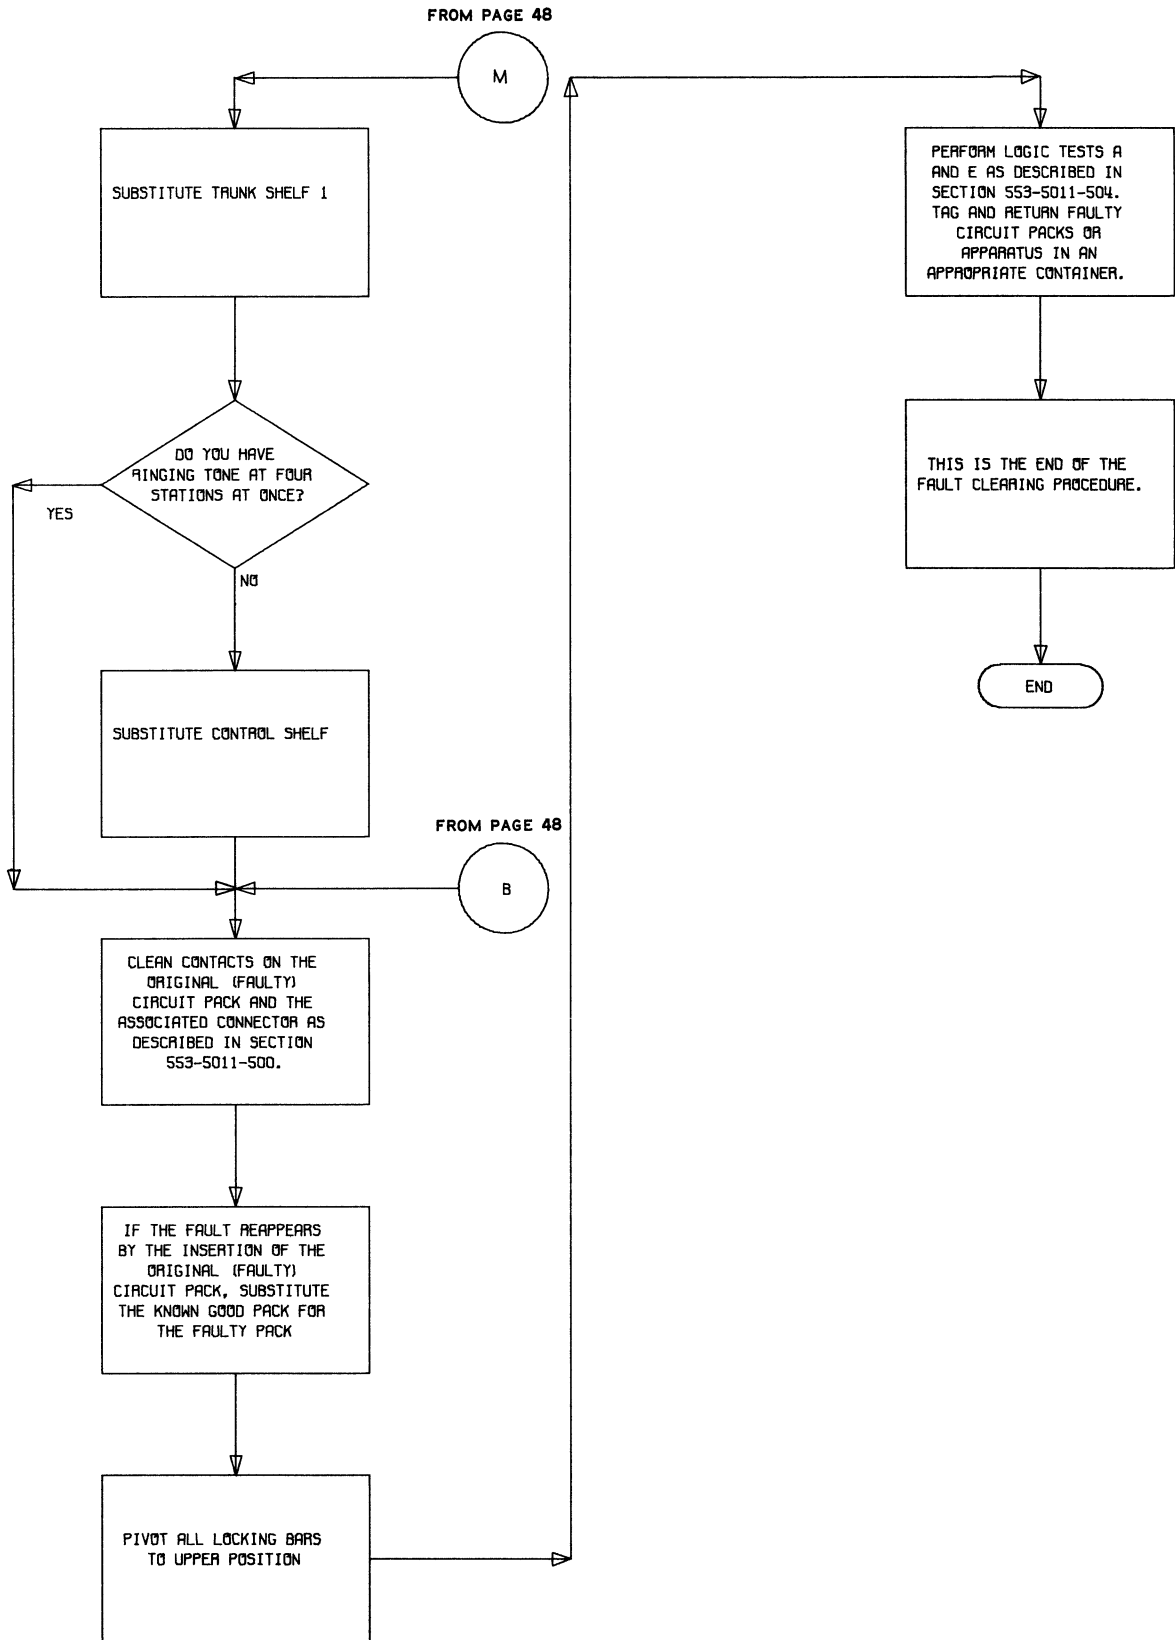 FROM PAGE 48
M
SUBSTITUTE TRUNK SHELF 1
DO YOU HAVE
RINGING TONE AT FOUR
STATIONS AT ONCE?
YES
NO
SUBSTITUTE CONTROL SHELF
FROM PAGE 48
B
CLEAN CONTACTS ON THE
ORIGINAL (FAULTY)
CIRCUIT PACK AND THE
ASSOCIATED CONNECTOR AS
DESCRIBED IN SECTION
553-5011-500.
IF THE FAULT REAPPEARS
BY THE INSERTION OF THE
ORIGINAL (FAULTY)
CIRCUIT PACK, SUBSTITUTE
THE KNOWN GOOD PACK FOR
THE FAULTY PACK
PIVOT ALL LOCKING BARS
TO UPPER POSITION
PERFORM LOGIC TESTS A
AND E AS DESCRIBED IN
SECTION 553-5011-504.
TAG AND RETURN FAULTY
CIRCUIT PACKS OR
APPARATUS IN AN
APPROPRIATE CONTAINER.
THIS IS THE END OF THE
FAULT CLEARING PROCEDURE.
END